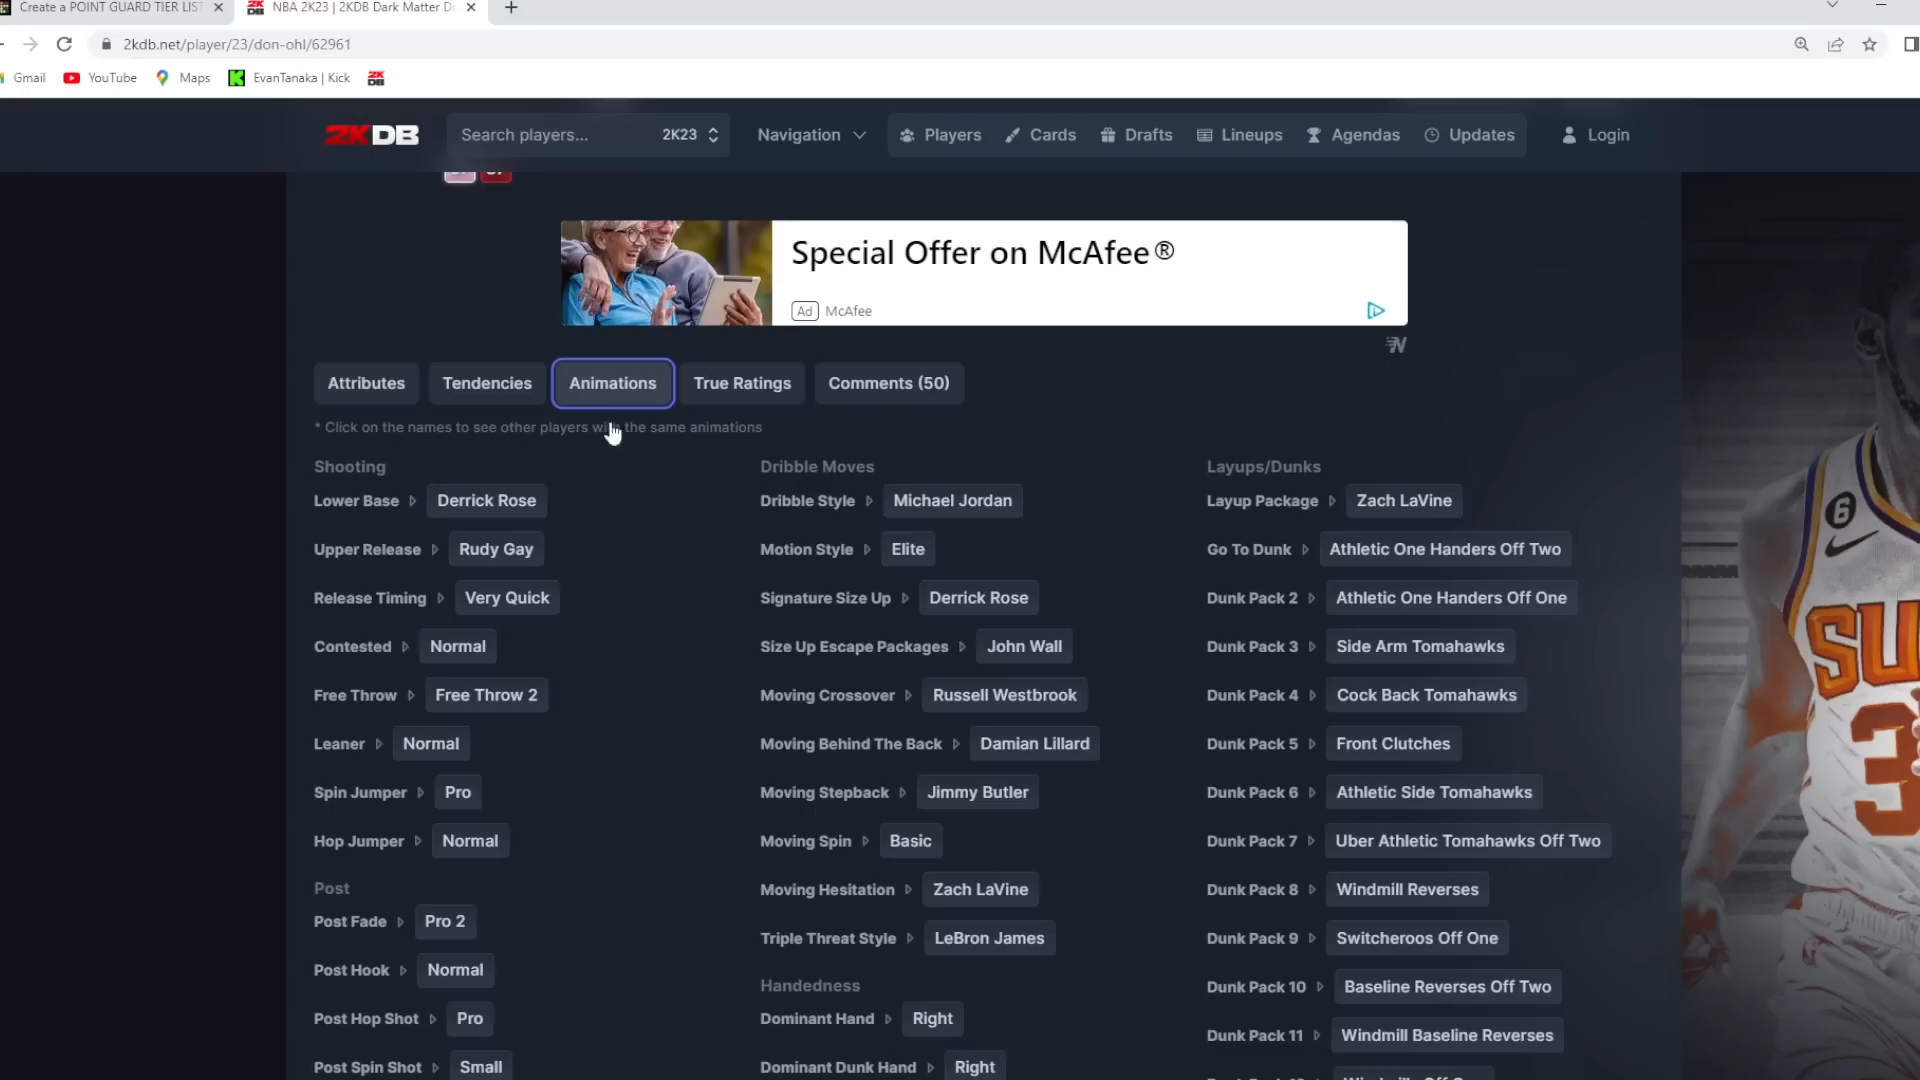 Create a POINT GUARD TIER LIST
NBA 2K23 | 2KDB Dark Matter Do
2kdb.net/player/23/don-ohl/62961
Gmail YouTube Maps EvanTanaka | Kick
2KDB Search players... 2K23 Navigation Players Cards Drafts Lineups Agendas Updates Login
Special Offer on McAfee®
Ad McAfee
Attributes Tendencies Animations True Ratings Comments (50)
* Click on the names to see other players with the same animations
Shooting
Lower Base Derrick Rose
Upper Release Rudy Gay
Release Timing Very Quick
Contested Normal
Free Throw Free Throw 2
Leaner Normal
Spin Jumper Pro
Hop Jumper Normal
Post
Post Fade Pro 2
Post Hook Normal
Post Hop Shot Pro
Post Spin Shot Small
Dribble Moves
Dribble Style Michael Jordan
Motion Style Elite
Signature Size Up Derrick Rose
Size Up Escape Packages John Wall
Moving Crossover Russell Westbrook
Moving Behind The Back Damian Lillard
Moving Stepback Jimmy Butler
Moving Spin Basic
Moving Hesitation Zach LaVine
Triple Threat Style LeBron James
Handedness
Dominant Hand Right
Dominant Dunk Hand Right
Layups/Dunks
Layup Package Zach LaVine
Go To Dunk Athletic One Handers Off Two
Dunk Pack 2 Athletic One Handers Off One
Dunk Pack 3 Side Arm Tomahawks
Dunk Pack 4 Cock Back Tomahawks
Dunk Pack 5 Front Clutches
Dunk Pack 6 Athletic Side Tomahawks
Dunk Pack 7 Uber Athletic Tomahawks Off Two
Dunk Pack 8 Windmill Reverses
Dunk Pack 9 Switcheroos Off One
Dunk Pack 10 Baseline Reverses Off Two
Dunk Pack 11 Windmill Baseline Reverses
6
SU
3